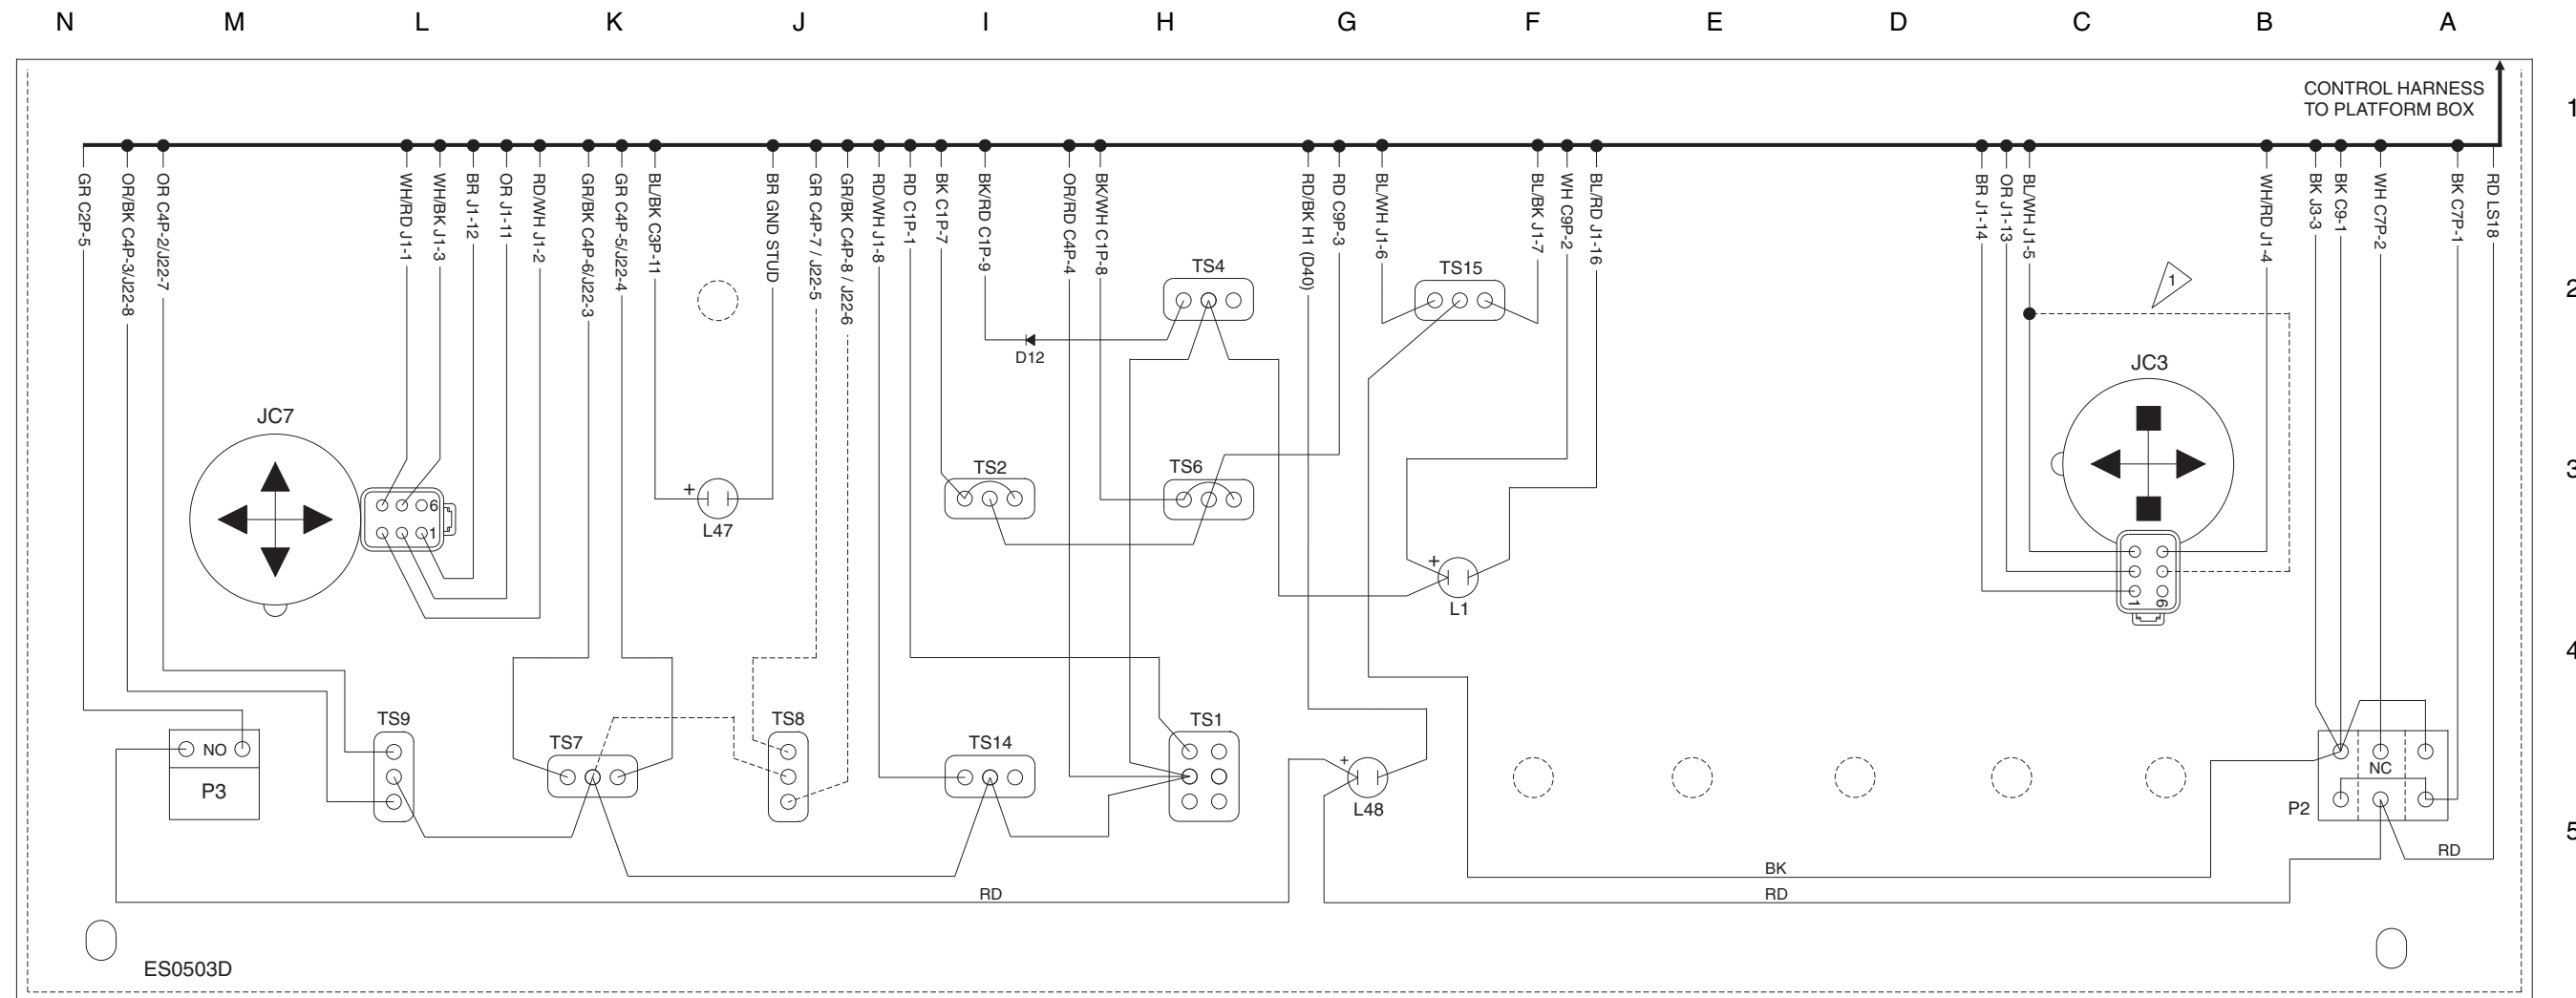 N M L K J I H G F E D C B A
CONTROL HARNESS
TO PLATFORM BOX
1
GR C2P-5
OR/BK C4P-3/J22-8
OR C4P-2/J22-7
WH/RD J1-1
WH/BK J1-3
BR J1-12
OR J1-11
RD/WH J1-2
GR/BK C4P-6/J22-3
GR C4P-5/J22-4
BL/BK C3P-11
BR GND STUD
GR C4P-7 / J22-5
GR/BK C4P-8 / J22-6
RD/WH J1-8
RD C1P-1
BK C1P-7
BK/RD C1P-9
OR/RD C4P-4
BK/WH C1P-8
RD/BK H1 (D40)
RD C9P-3
BL/WH J1-6
BL/BK J1-7
WH C9P-2
BL/RD J1-16
BR J1-14
OR J1-13
BL/WH J1-5
WH/RD J1-4
BK J3-3
BK C9-1
WH C7P-2
BK C7P-1
RD LS18
TS4
TS15
1
2
D12
JC3
JC7
TS2
TS6
3
+
L47
6
1
+
L1
1
6
4
TS9
TS7
TS8
TS14
TS1
NO
P3
+
L48
NC
P2
5
RD
BK
RD
RD
ES0503D